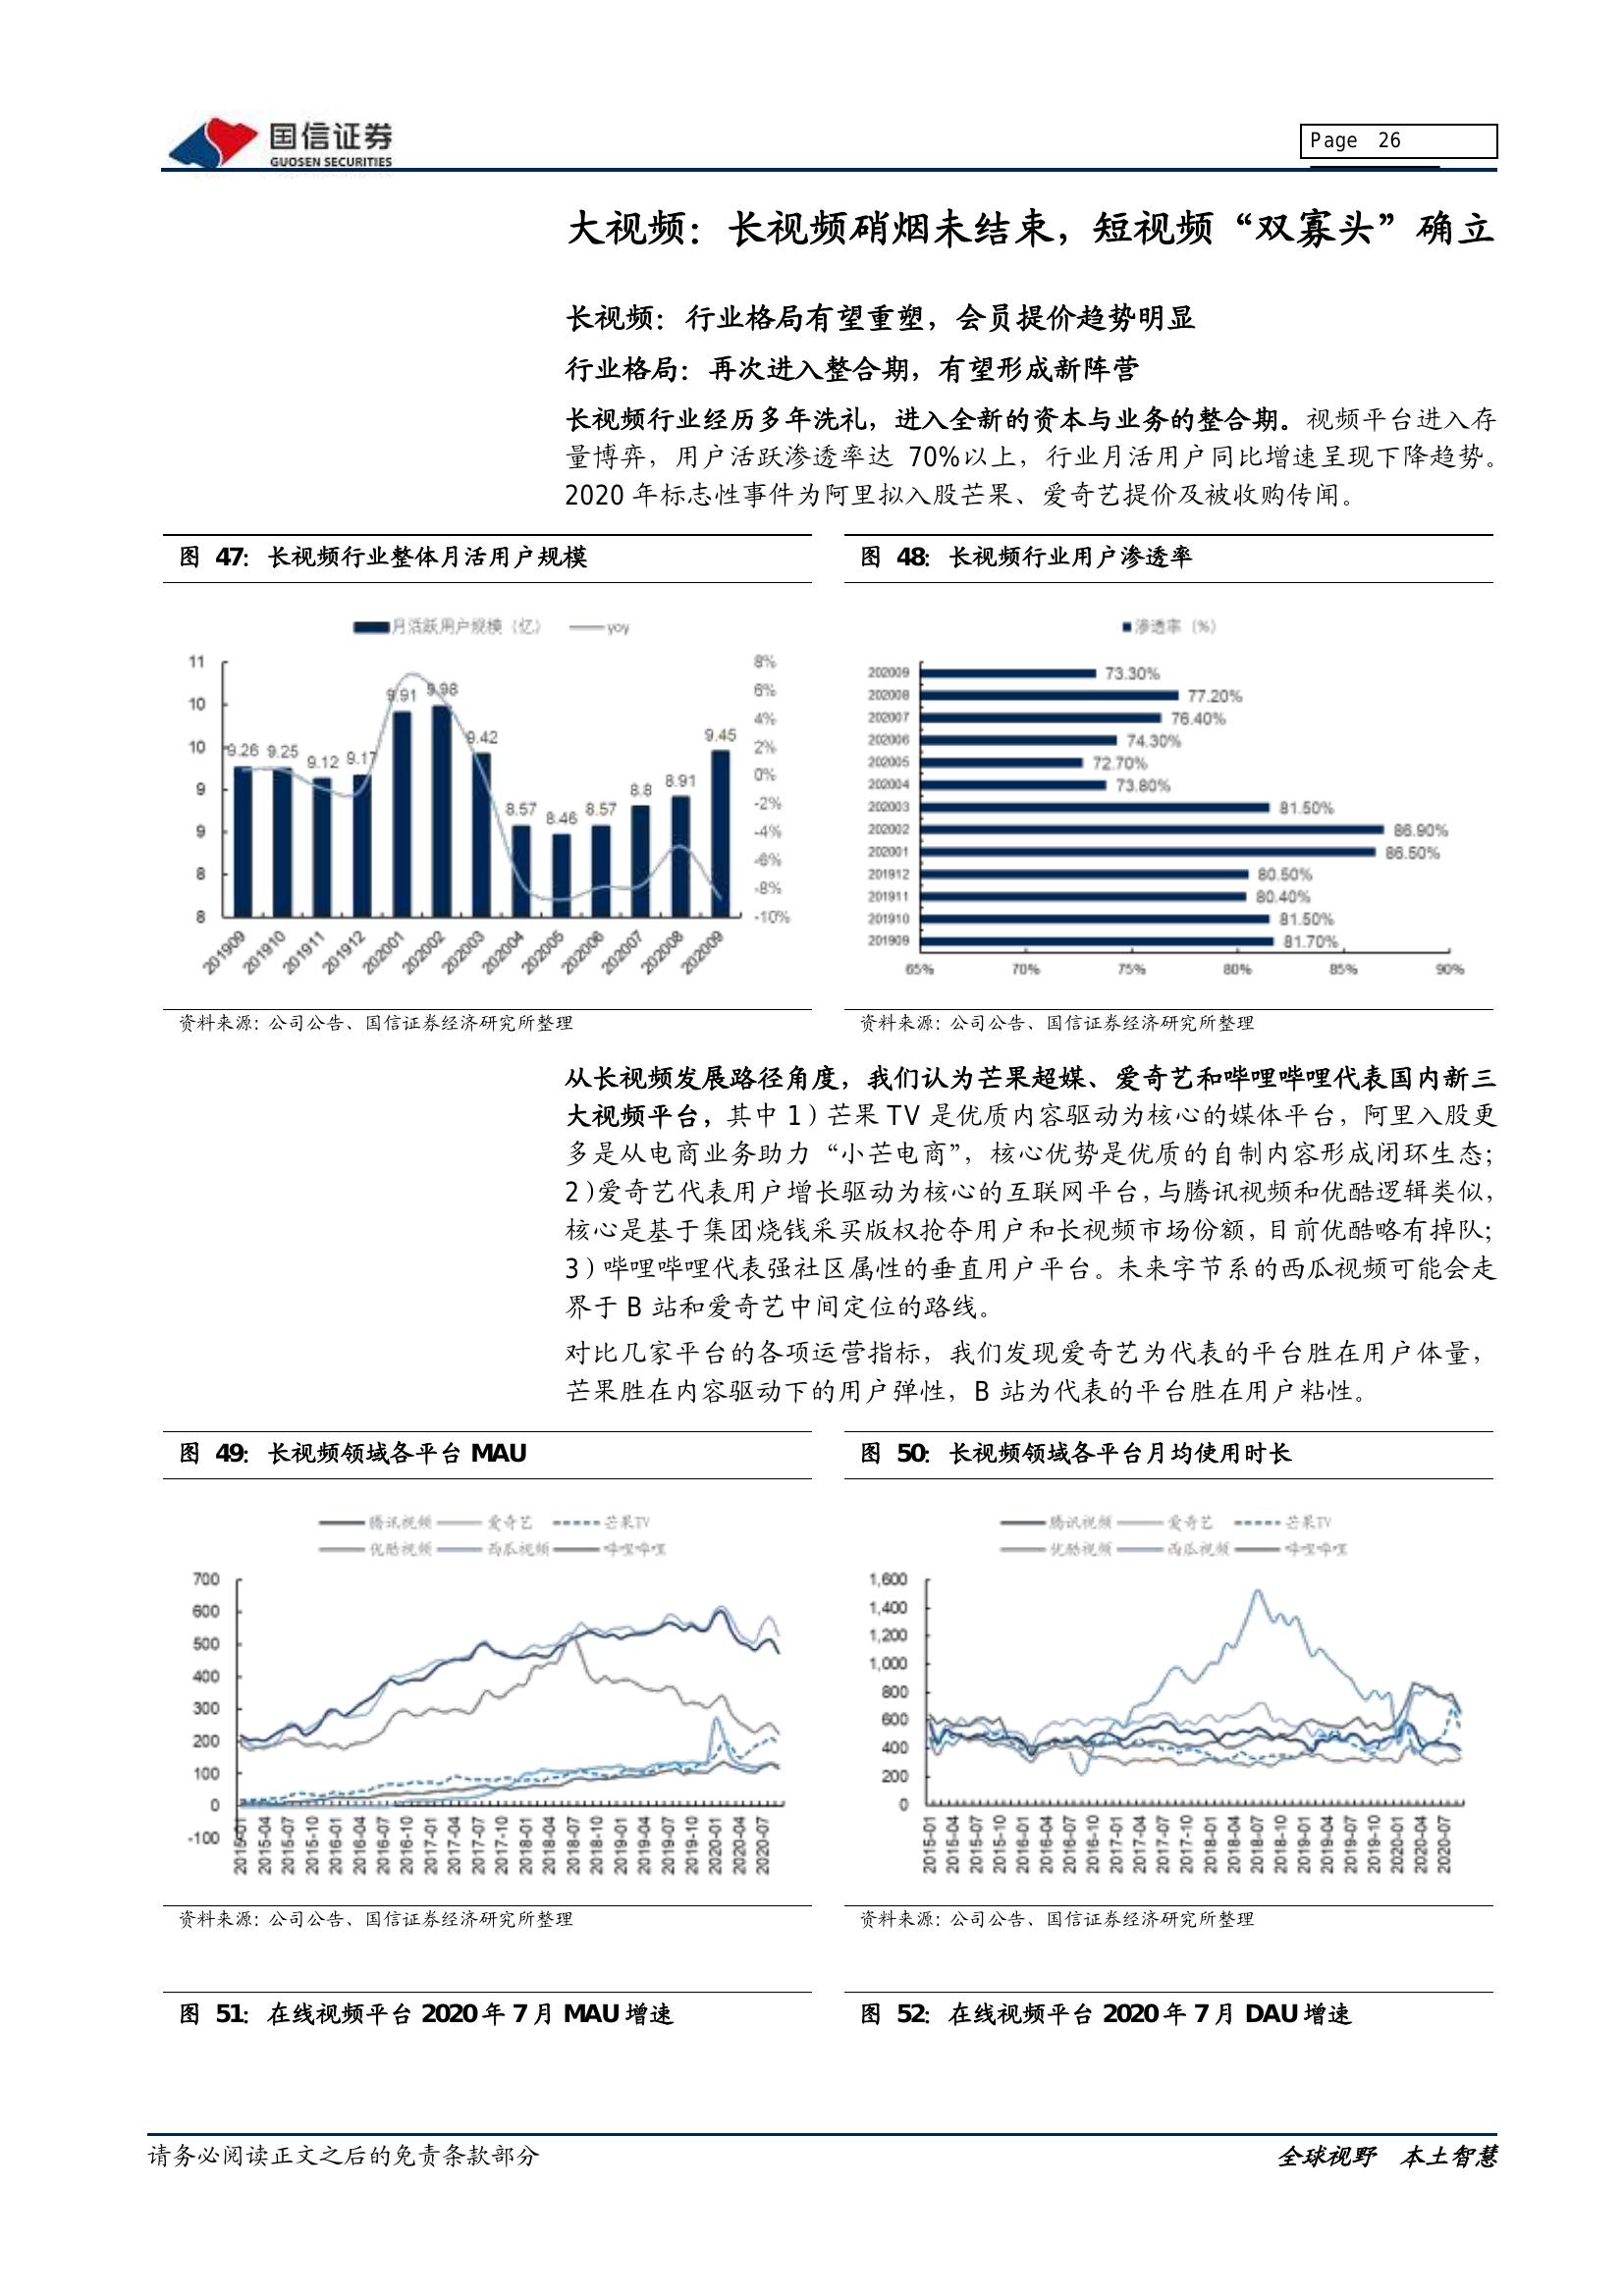 国信证券
GUOSEN SECURITIES
Page 26
大视频：长视频硝烟未结束，短视频“双寡头”确立
长视频：行业格局有望重塑，会员提价趋势明显
行业格局：再次进入整合期，有望形成新阵营
长视频行业经历多年洗礼，进入全新的资本与业务的整合期。视频平台进入存
量博弈，用户活跃渗透率达 70%以上，行业月活用户同比增速呈现下降趋势。
2020 年标志性事件为阿里拟入股芒果、爱奇艺提价及被收购传闻。
图 47：长视频行业整体月活用户规模
月活跃用户规模（亿） yoy
11
10
10
9
9
8
8
8%
6%
4%
2%
0%
-2%
-4%
-6%
-8%
-10%
9.26 9.25 9.12 9.17 9.91 9.98 9.42 8.57 8.46 8.57 8.8 8.91 9.45
201909 201910 201911 201912 202001 202002 202003 202004 202005 202006 202007 202008 202009
资料来源：公司公告、国信证券经济研究所整理
图 48：长视频行业用户渗透率
渗透率（%）
202009 73.30%
202008 77.20%
202007 76.40%
202006 74.30%
202005 72.70%
202004 73.80%
202003 81.50%
202002 86.90%
202001 86.50%
201912 80.50%
201911 80.40%
201910 81.50%
201909 81.70%
65% 70% 75% 80% 85% 90%
资料来源：公司公告、国信证券经济研究所整理
从长视频发展路径角度，我们认为芒果超媒、爱奇艺和哔哩哔哩代表国内新三
大视频平台，其中 1）芒果 TV 是优质内容驱动为核心的媒体平台，阿里入股更
多是从电商业务助力“小芒电商”，核心优势是优质的自制内容形成闭环生态；
2）爱奇艺代表用户增长驱动为核心的互联网平台，与腾讯视频和优酷逻辑类似，
核心是基于集团烧钱采买版权抢夺用户和长视频市场份额，目前优酷略有掉队；
3）哔哩哔哩代表强社区属性的垂直用户平台。未来字节系的西瓜视频可能会走
界于 B 站和爱奇艺中间定位的路线。
对比几家平台的各项运营指标，我们发现爱奇艺为代表的平台胜在用户体量，
芒果胜在内容驱动下的用户弹性，B 站为代表的平台胜在用户粘性。
图 49：长视频领域各平台 MAU
腾讯视频 爱奇艺 芒果TV
优酷视频 西瓜视频 哔哩哔哩
700
600
500
400
300
200
100
0
-100
2015-01 2015-04 2015-07 2015-10 2016-01 2016-04 2016-07 2016-10 2017-01 2017-04 2017-07 2017-10 2018-01 2018-04 2018-07 2018-10 2019-01 2019-04 2019-07 2019-10 2020-01 2020-04 2020-07
资料来源：公司公告、国信证券经济研究所整理
图 50：长视频领域各平台月均使用时长
腾讯视频 爱奇艺 芒果TV
优酷视频 西瓜视频 哔哩哔哩
1,600
1,400
1,200
1,000
800
600
400
200
0
2015-01 2015-04 2015-07 2015-10 2016-01 2016-04 2016-07 2016-10 2017-01 2017-04 2017-07 2017-10 2018-01 2018-04 2018-07 2018-10 2019-01 2019-04 2019-07 2019-10 2020-01 2020-04 2020-07
资料来源：公司公告、国信证券经济研究所整理
图 51：在线视频平台 2020 年 7 月 MAU 增速
图 52：在线视频平台 2020 年 7 月 DAU 增速
请务必阅读正文之后的免责条款部分
全球视野 本土智慧